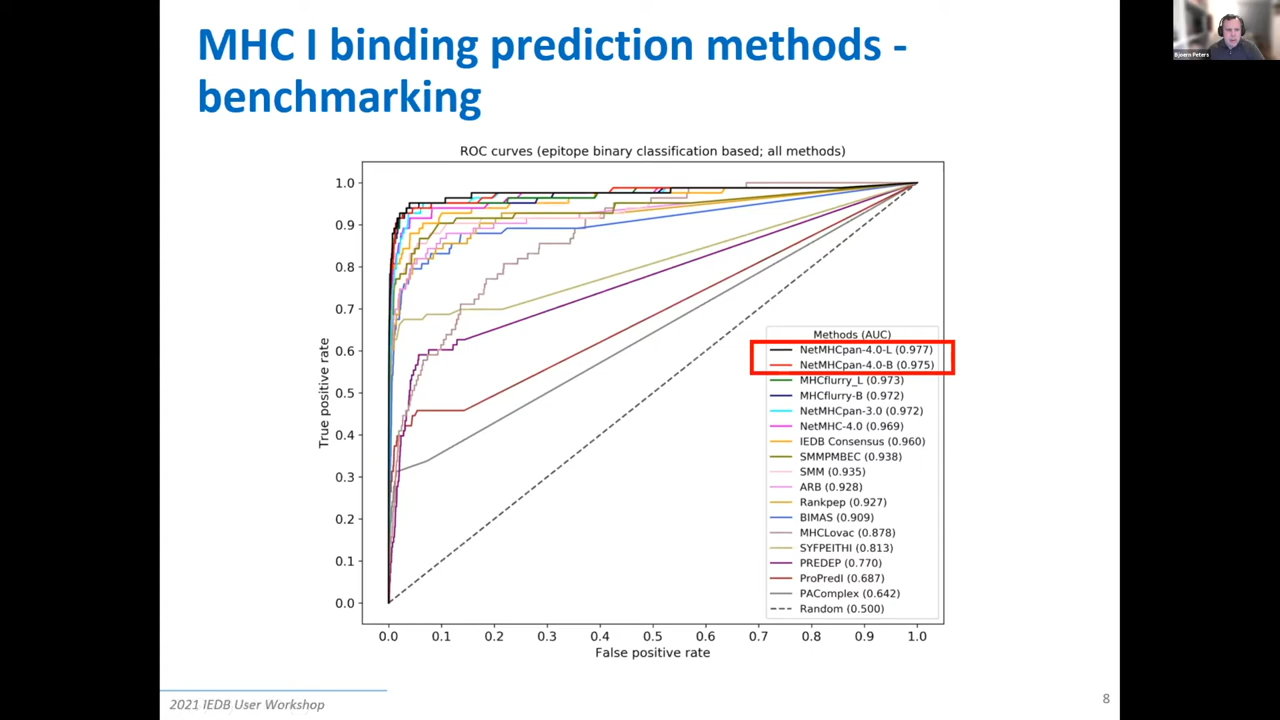 MHC I binding prediction methods -
benchmarking
Bjoern Peters
ROC curves (epitope binary classification based; all methods)
True positive rate
1.0
0.9
0.8
0.7
0.6
0.5
0.4
0.3
0.2
0.1
0.0
Methods (AUC)
NetMHCpan-4.0-L (0.977)
NetMHCpan-4.0-B (0.975)
MHCflurry_L (0.973)
MHCflurry-B (0.972)
NetMHCpan-3.0 (0.972)
NetMHC-4.0 (0.969)
IEDB Consensus (0.960)
SMMPMBEC (0.938)
SMM (0.935)
ARB (0.928)
Rankpep (0.927)
BIMAS (0.909)
MHCLovac (0.878)
SYFPEITHI (0.813)
PREDEP (0.770)
ProPredI (0.687)
PAComplex (0.642)
Random (0.500)
0.0 0.1 0.2 0.3 0.4 0.5 0.6 0.7 0.8 0.9 1.0
False positive rate
2021 IEDB User Workshop
8